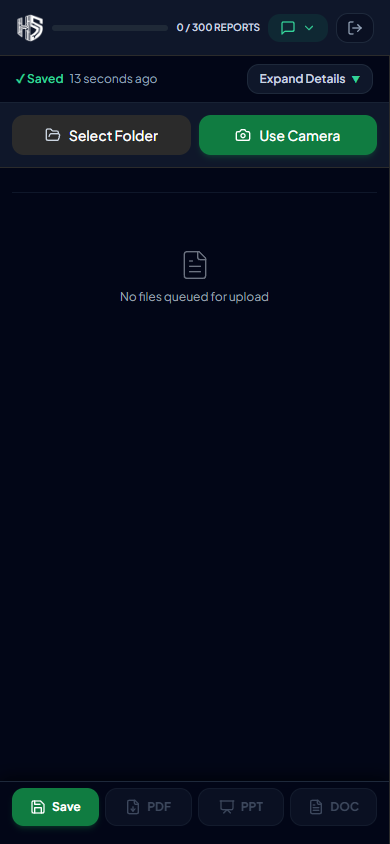 HS
0 / 300 REPORTS
✓ Saved 13 seconds ago
Expand Details ▼
Select Folder
Use Camera
No files queued for upload
Save
PDF
PPT
DOC